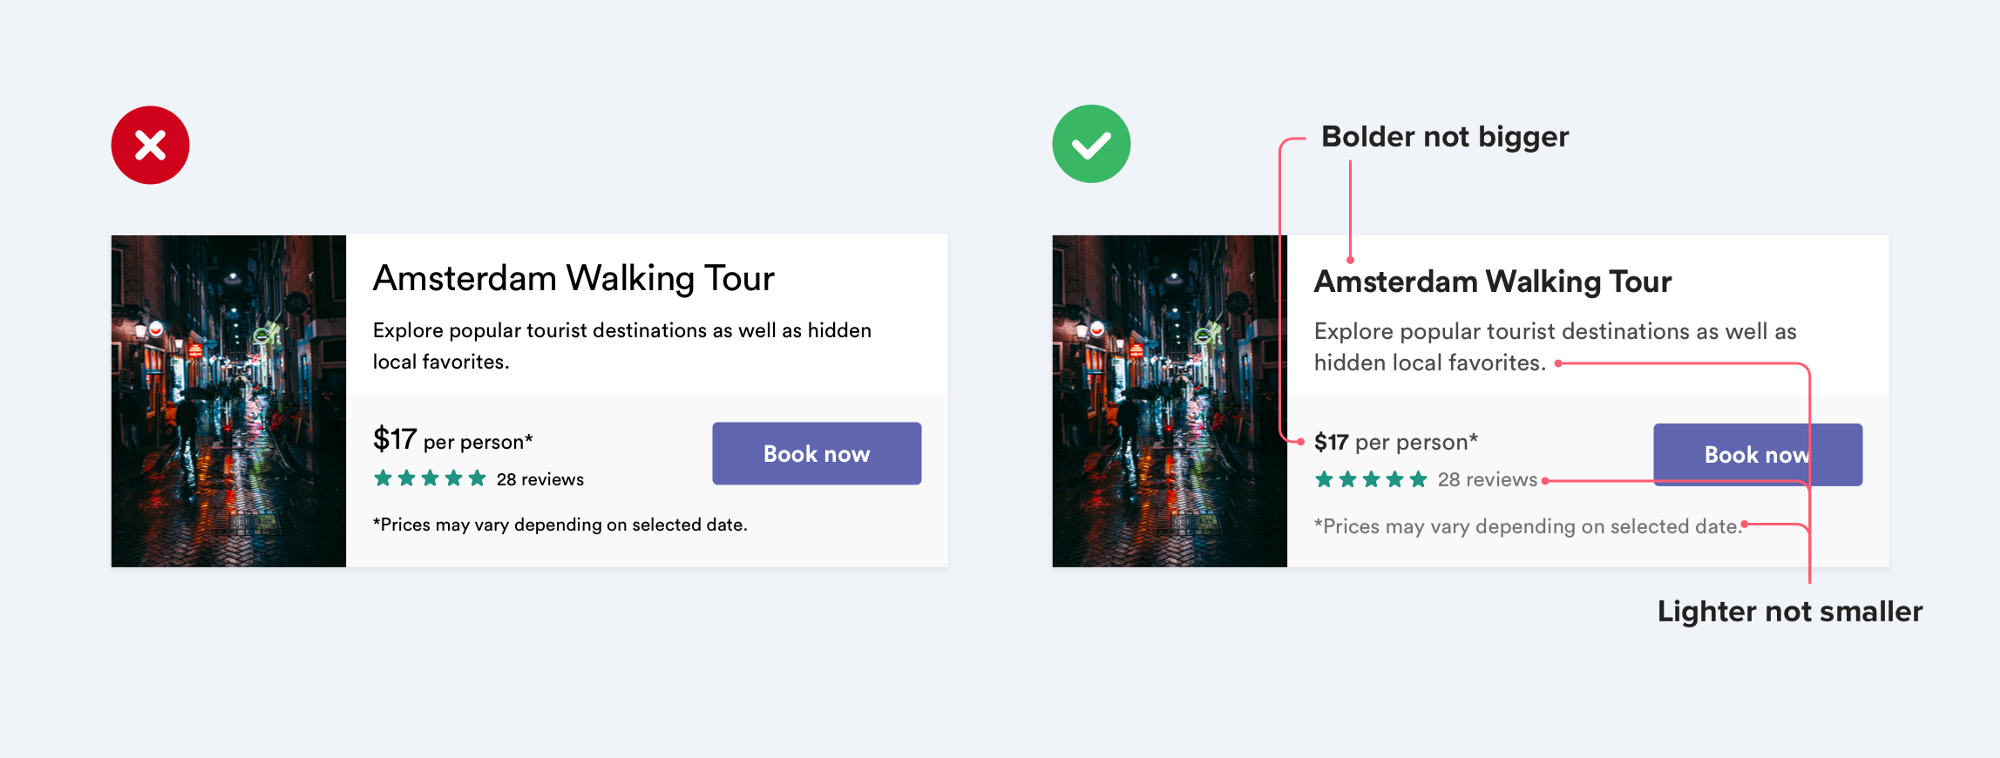 Amsterdam Walking Tour
Explore popular tourist destinations as well as hidden
local favorites.
$17 per person*
28 reviews
*Prices may vary depending on selected date.
Book now
Bolder not bigger
Amsterdam Walking Tour
Explore popular tourist destinations as well as
hidden local favorites.
$17 per person*
28 reviews
*Prices may vary depending on selected date.
Book now
Lighter not smaller